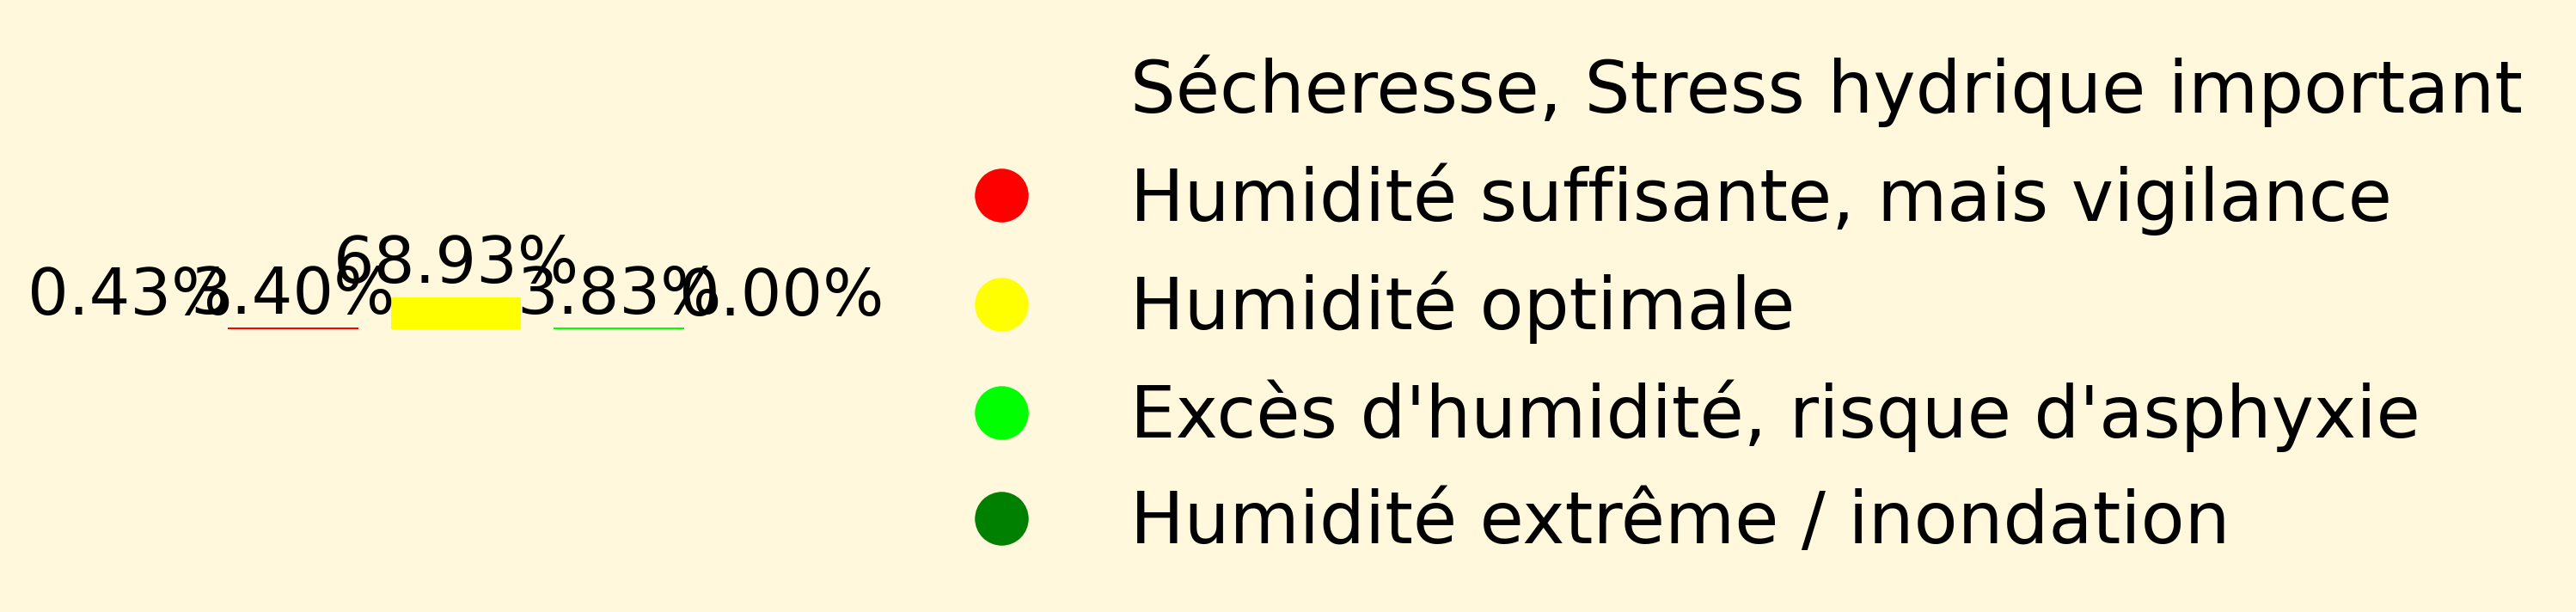 Sécheresse, Stress hydrique important
Humidité suffisante, mais vigilance
68.93%
0.43% 3.40% 3.83% 0.00%
Humidité optimale
Excès d'humidité, risque d'asphyxie
Humidité extrême / inondation